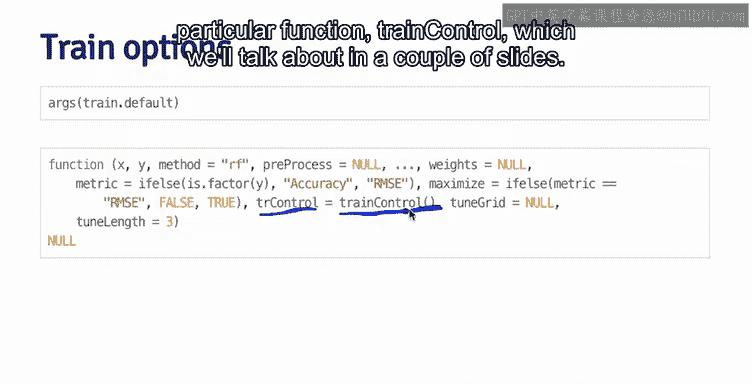 particular function, trainControl, which
we'll talk about in a couple of slides.
Train options
args(train.default)
function (x, y, method = "rf", preProcess = NULL, ..., weights = NULL,
metric = ifelse(is.factor(y), "Accuracy", "RMSE"), maximize = ifelse(metric ==
"RMSE", FALSE, TRUE), trControl = trainControl(), tuneGrid = NULL,
tuneLength = 3)
NULL